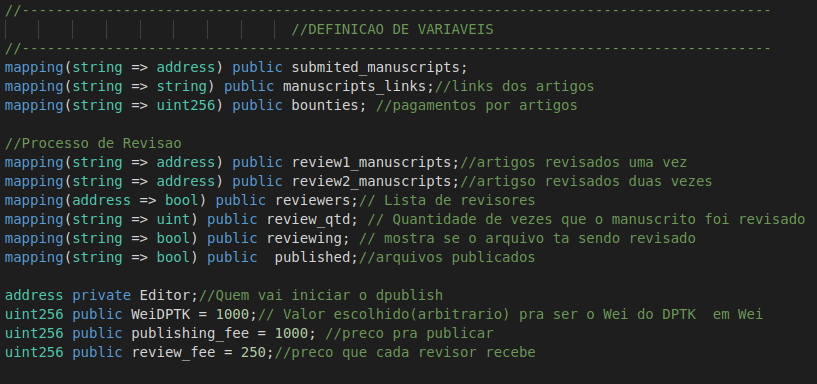 //-----------------------------------------------------------------------------------------
//DEFINICAO DE VARIAVEIS
//-----------------------------------------------------------------------------------------
mapping(string => address) public submited_manuscripts;
mapping(string => string) public manuscripts_links;//links dos artigos
mapping(string => uint256) public bounties; //pagamentos por artigos
//Processo de Revisao
mapping(string => address) public review1_manuscripts;//artigos revisados uma vez
mapping(string => address) public review2_manuscripts;//artigso revisados duas vezes
mapping(address => bool) public reviewers;// Lista de revisores
mapping(string => uint) public review_qtd; // Quantidade de vezes que o manuscrito foi revisado
mapping(string => bool) public reviewing; // mostra se o arquivo ta sendo revisado
mapping(string => bool) public  published;//arquivos publicados
address private Editor;//Quem vai iniciar o dpublish
uint256 public WeiDPTK = 1000;// Valor escolhido(arbitrario) pra ser o Wei do DPTK  em Wei
uint256 public publishing_fee = 1000; //preco pra publicar
uint256 public review_fee = 250;//preco que cada revisor recebe